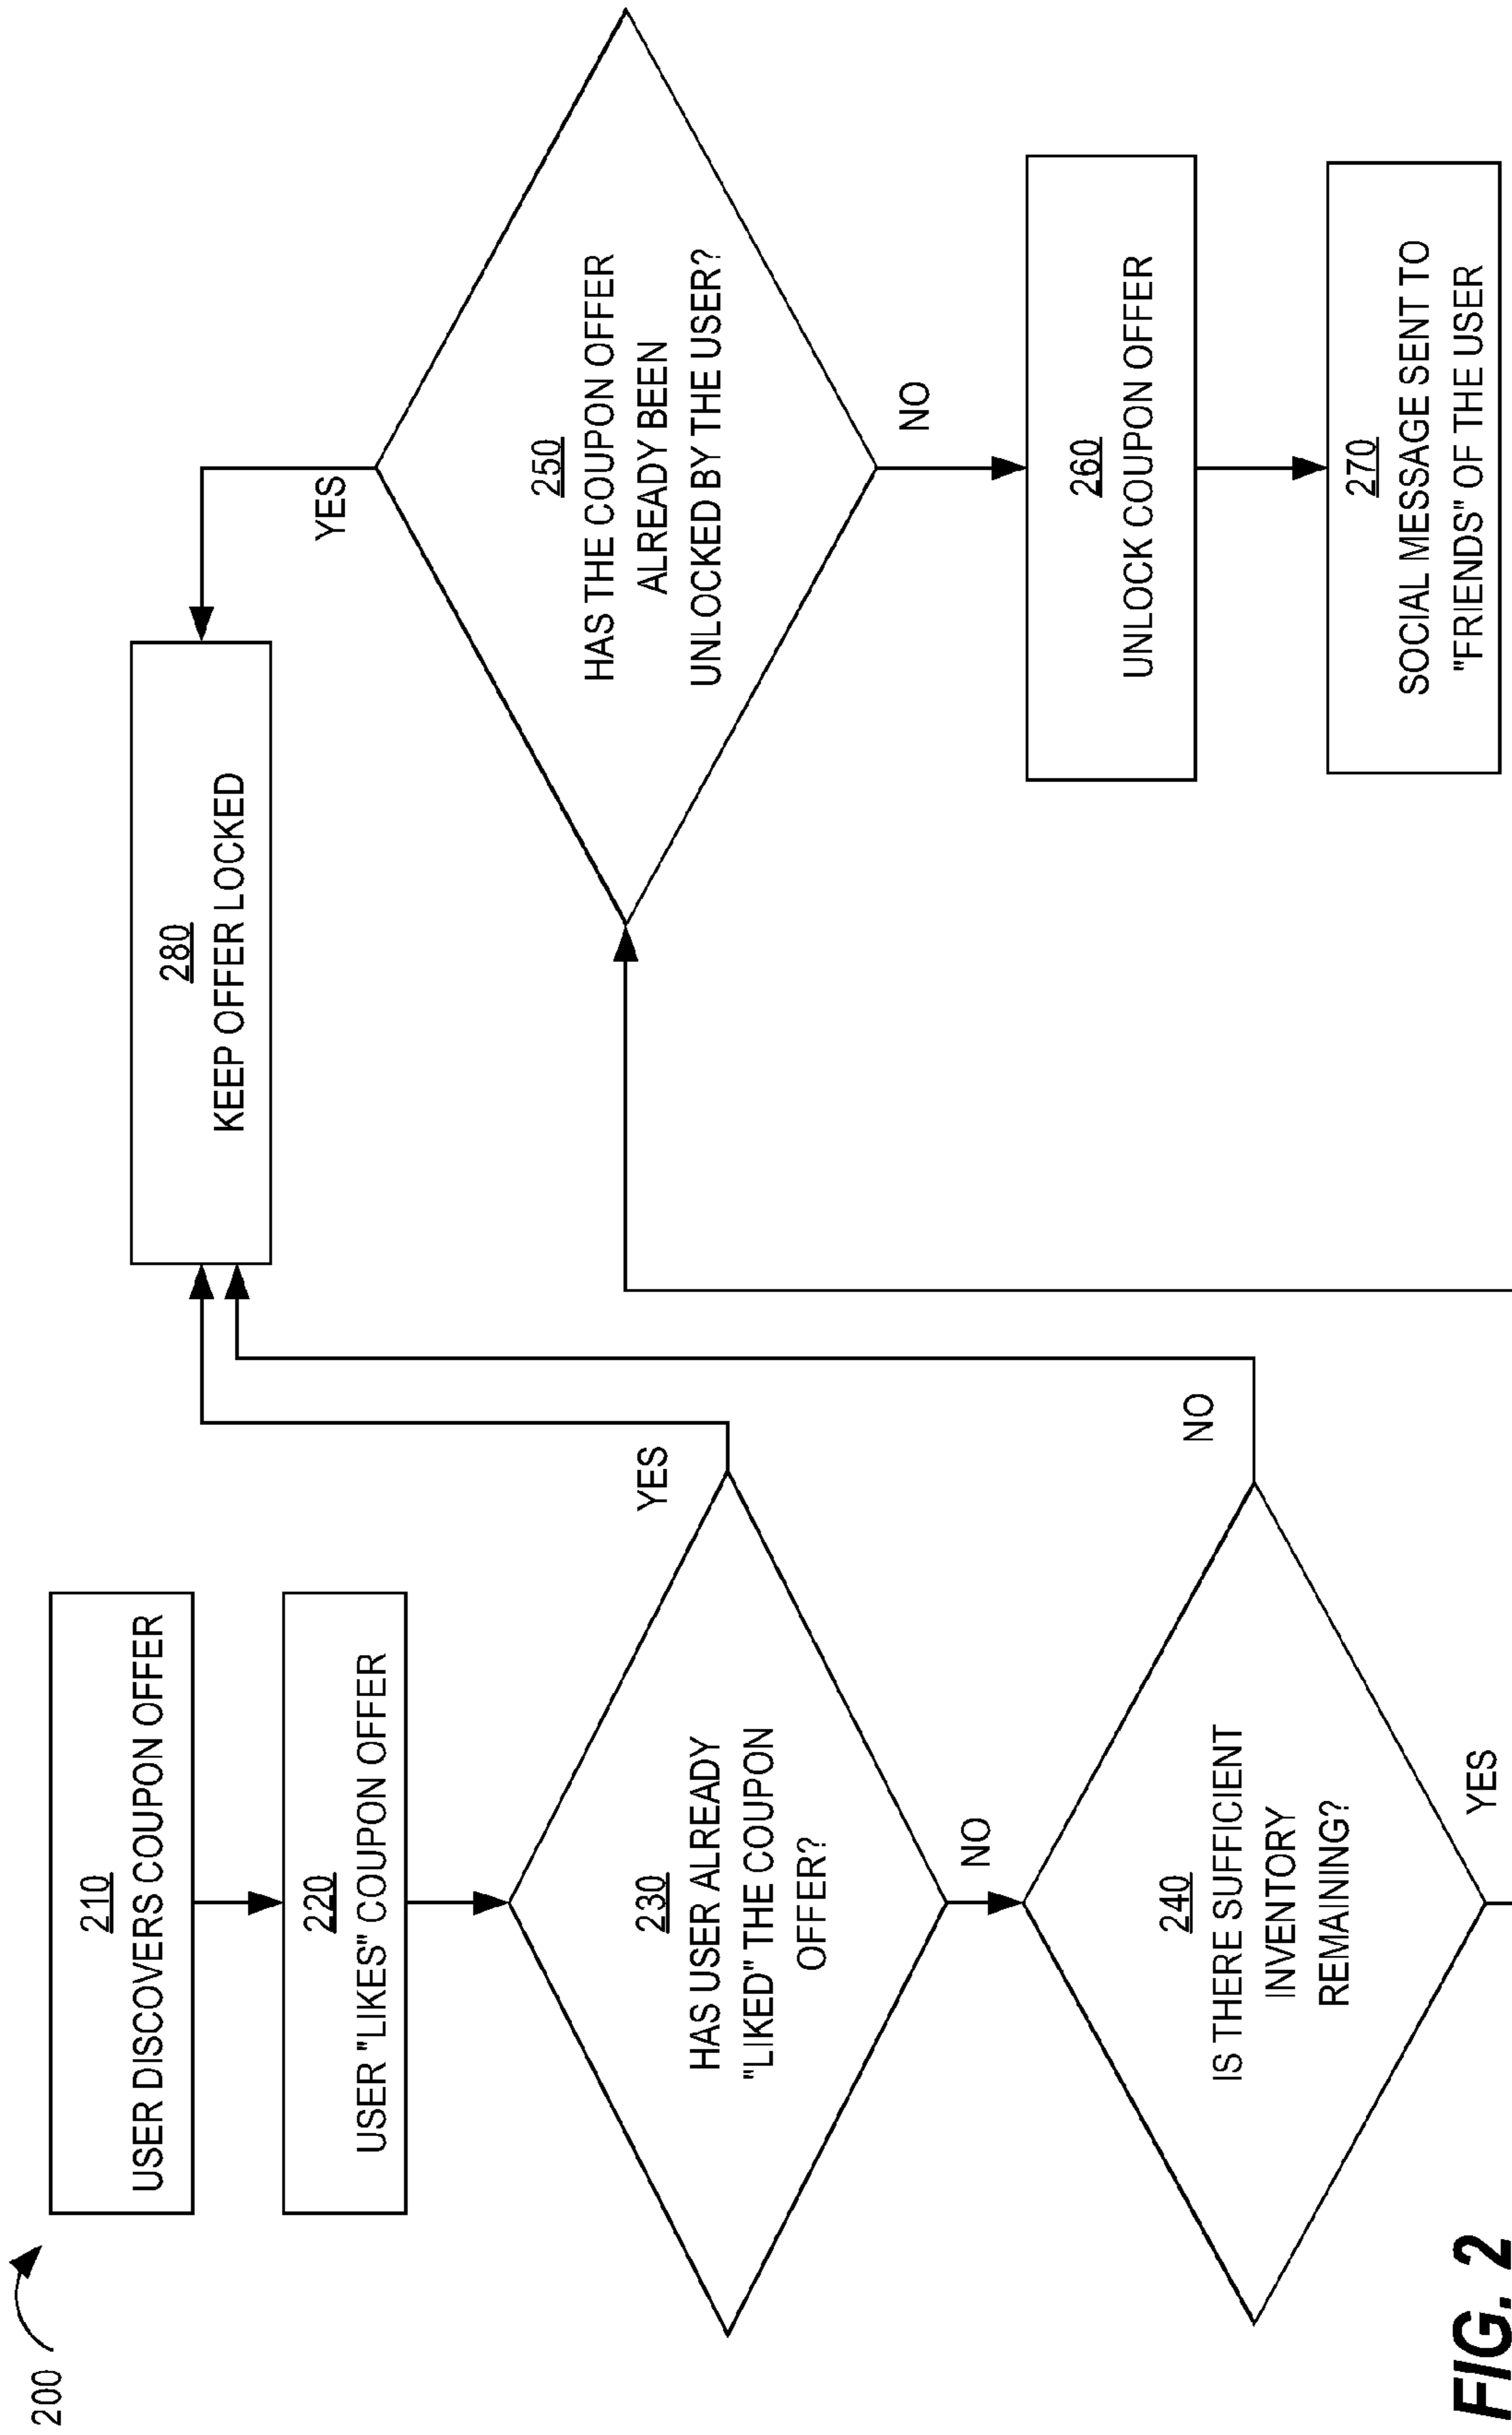 200
210
USER DISCOVERS COUPON OFFER
220
USER "LIKES" COUPON OFFER
230
HAS USER ALREADY
"LIKED" THE COUPON
OFFER?
YES
NO
240
IS THERE SUFFICIENT
INVENTORY
REMAINING?
NO
YES
280
KEEP OFFER LOCKED
YES
250
HAS THE COUPON OFFER
ALREADY BEEN
UNLOCKED BY THE USER?
NO
260
UNLOCK COUPON OFFER
270
SOCIAL MESSAGE SENT TO
"FRIENDS" OF THE USER
FIG. 2